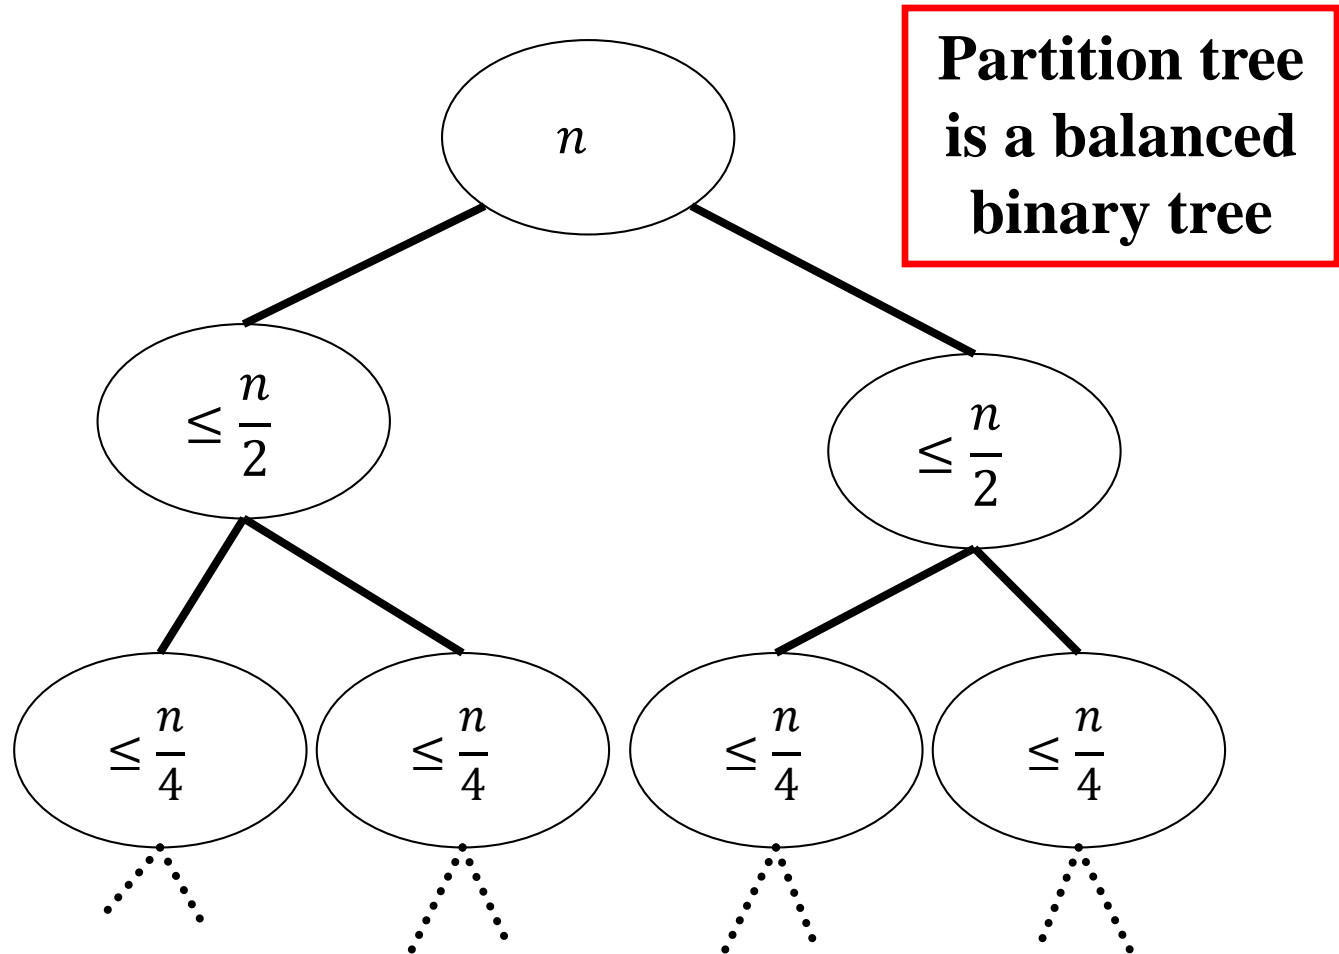 Partition tree
is a balanced
binary tree
n
≤ n/2
≤ n/2
≤ n/4
≤ n/4
≤ n/4
≤ n/4